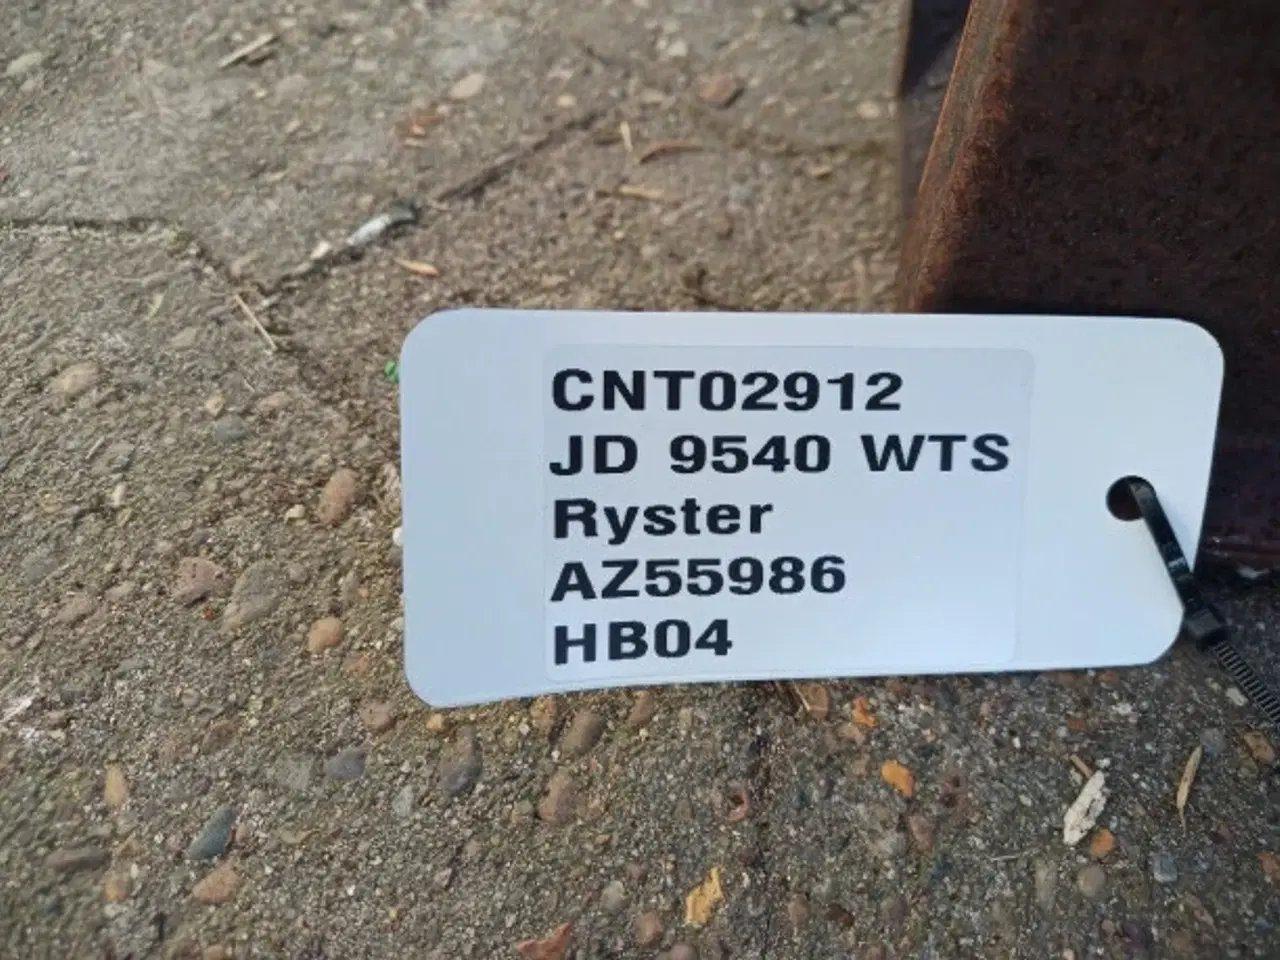 CNT02912
JD 9540 WTS
Ryster
AZ55986
HB04